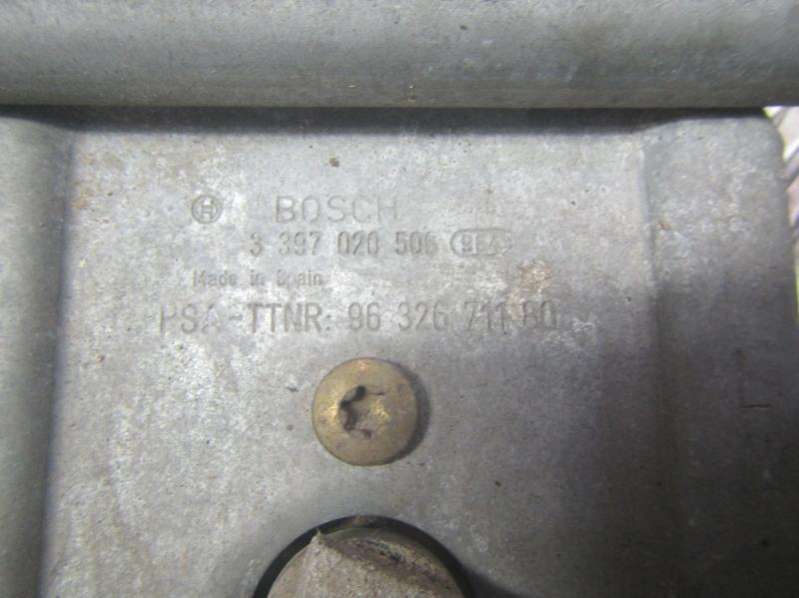 BOSCH
3 397 020 506
Made in Spain
PSA-TTNR: 96 326 711 80